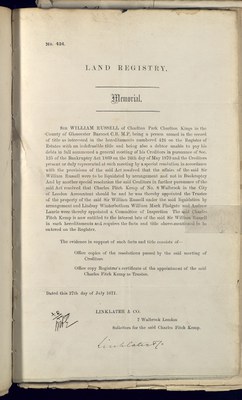 No. 423.
LAND REGISTRY.
Memorial.
SIR WILLIAM RUSSELL of Charlton Park Charlton Kings in the
County of Gloucester Baronet C.B. M.P. being a person named in the record
of title as interested in the hereditaments numbered 423 on the Register of
Estates with an indefeasible title and being also a debtor unable to pay his
debts in full summoned a general meeting of his Creditors in pursuance of Sec.
125 of the Bankruptcy Act 1869 on the 24th day of May 1870 and the Creditors
present or duly represented at such meeting by a special resolution in accordance
with the provisions of the said Act resolved that the affairs of the said Sir
William Russell were to be liquidated by arrangement and not in Bankruptcy
And by another special resolution the said Creditors in further pursuance of the
said Act resolved that Charles Fitch Kemp of No. 8 Walbrook in the City
of London Accountant should be and he was thereby appointed the Trustee
of the property of the said Sir William Russell under the said liquidation by
arrangement and Lindsey Winterbotham William Monk Pledgate and Andrew
Lawrie were thereby appointed a Committee of Inspection The said Charles
Fitch Kemp is now entitled to the interest late of the said Sir William Russell
in such hereditaments and requires the facts and title above-mentioned to be
entered on the Register.
The evidence in support of such facts and title consists of—
Office copies of the resolutions passed by the said meeting of
Creditors.
Office copy Registrar's certificate of the appointment of the said
Charles Fitch Kemp as Trustee.
Dated this 27th day of July 1871.
LINKLATER & CO.
7 Walbrook London
Solicitors for the said Charles Fitch Kemp.
Linklater &